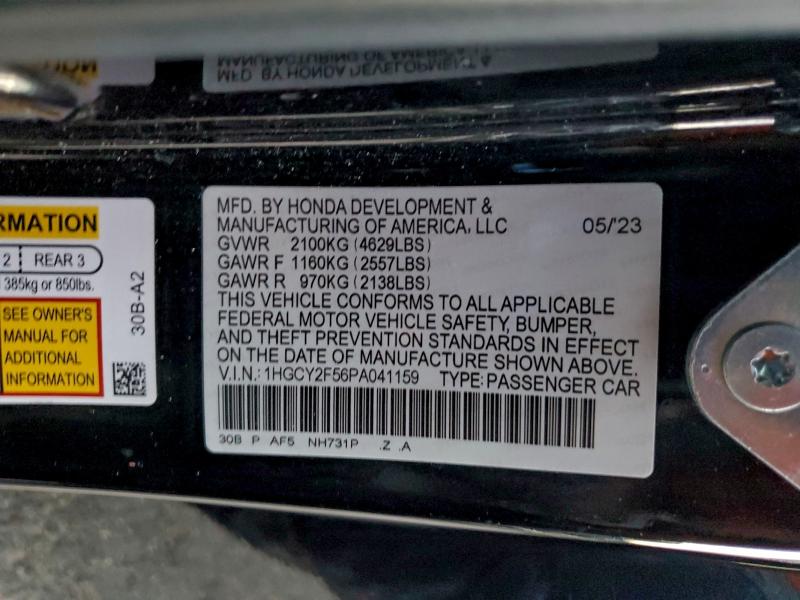 MANUFACTURING OF AMERICA
MFD. BY HONDA DEVELOPMENT &
RMATION
2 REAR 3
385kg or 850lbs.
SEE OWNER'S
MANUAL FOR
ADDITIONAL
INFORMATION
30B-A2
MFD. BY HONDA DEVELOPMENT &
MANUFACTURING OF AMERICA, LLC 05/'23
GVWR 2100KG (4629LBS)
GAWR F 1160KG (2557LBS)
GAWR R 970KG (2138LBS)
THIS VEHICLE CONFORMS TO ALL APPLICABLE
FEDERAL MOTOR VEHICLE SAFETY, BUMPER,
AND THEFT PREVENTION STANDARDS IN EFFECT
ON THE DATE OF MANUFACTURE SHOWN ABOVE.
V.I.N.: 1HGCY2F56PA041159 TYPE: PASSENGER CAR
30B P AF5 NH731P .Z .A